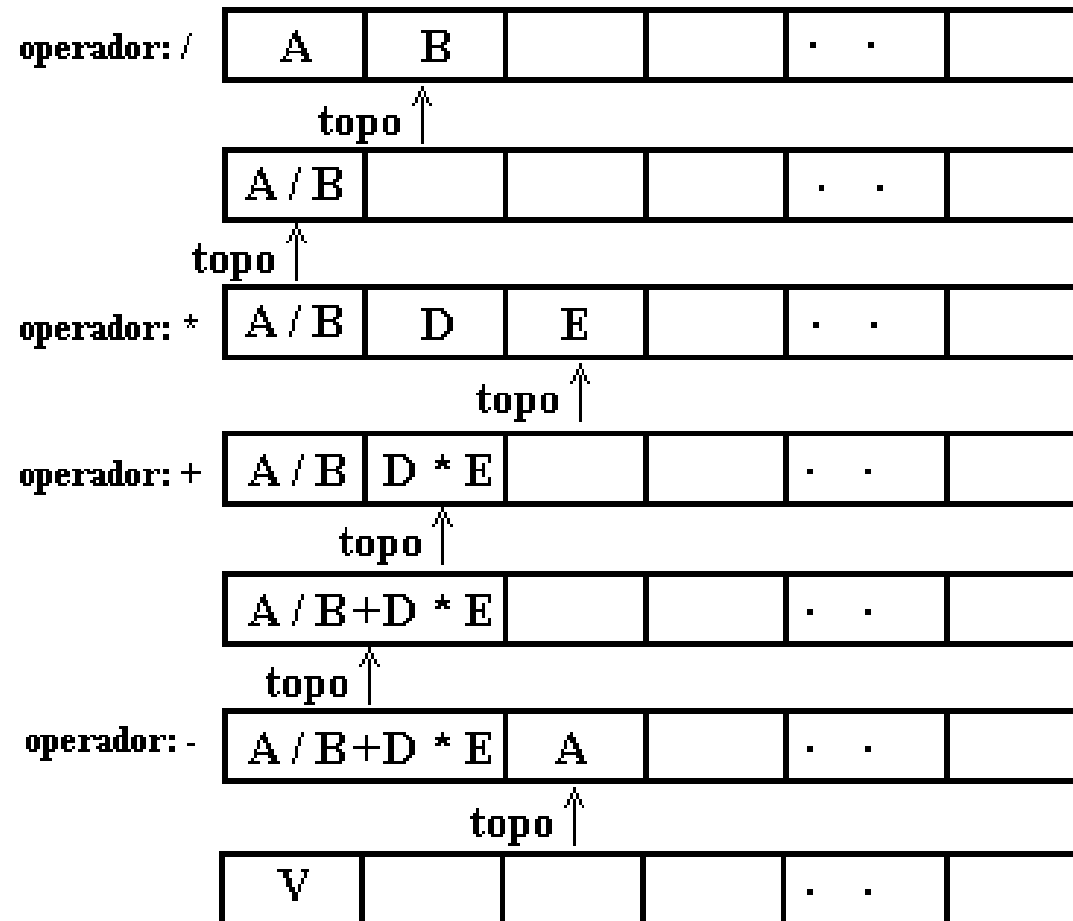 operador: / A B . .
topo
A / B . .
topo
operador: * A / B D E . .
topo
operador: + A / B D * E . .
topo
A / B+D * E . .
topo
operador: - A / B+D * E A . .
topo
V . .